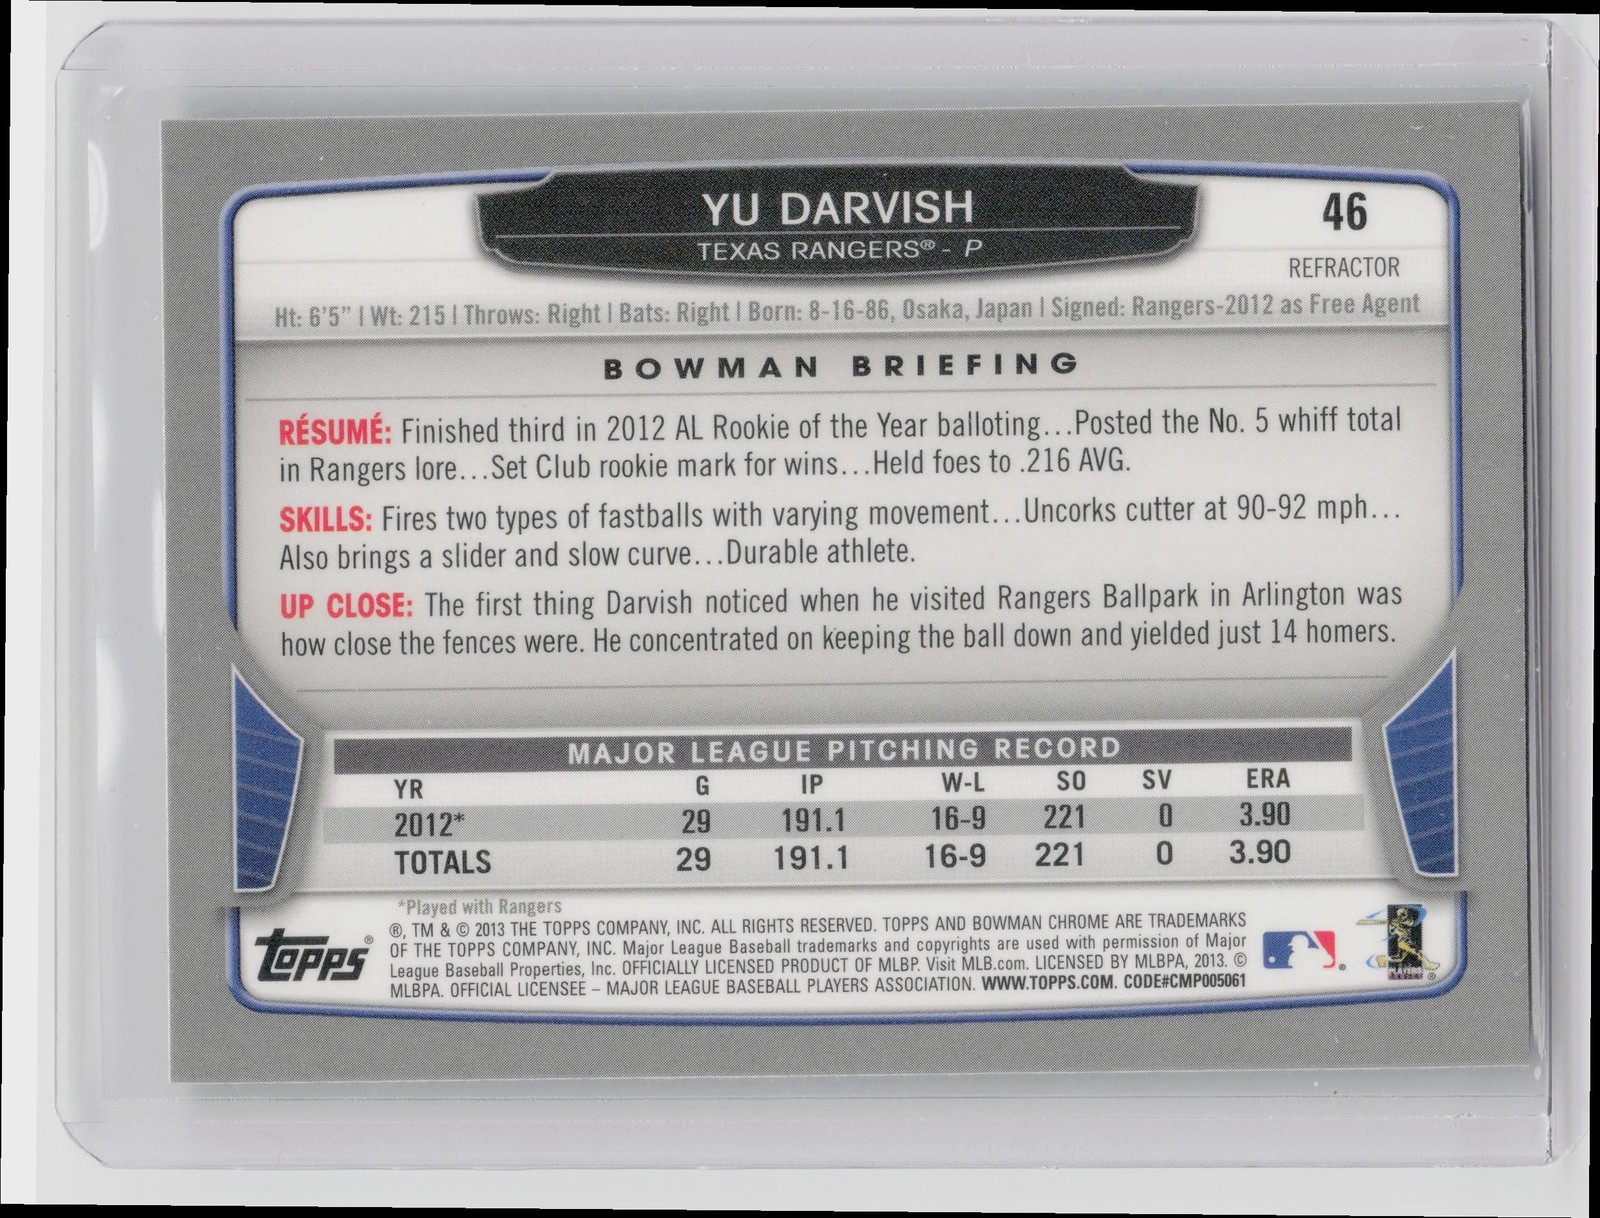 YU DARVISH
TEXAS RANGERS® - P
46
REFRACTOR
Ht: 6'5" | Wt: 215 | Throws: Right | Bats: Right | Born: 8-16-86, Osaka, Japan | Signed: Rangers-2012 as Free Agent
BOWMAN BRIEFING
RÉSUMÉ: Finished third in 2012 AL Rookie of the Year balloting...Posted the No. 5 whiff total
in Rangers lore...Set Club rookie mark for wins...Held foes to .216 AVG.
SKILLS: Fires two types of fastballs with varying movement...Uncorks cutter at 90-92 mph...
Also brings a slider and slow curve...Durable athlete.
UP CLOSE: The first thing Darvish noticed when he visited Rangers Ballpark in Arlington was
how close the fences were. He concentrated on keeping the ball down and yielded just 14 homers.
MAJOR LEAGUE PITCHING RECORD
YR G IP W-L SO SV ERA
2012* 29 191.1 16-9 221 0 3.90
TOTALS 29 191.1 16-9 221 0 3.90
*Played with Rangers
®, TM & © 2013 THE TOPPS COMPANY, INC. ALL RIGHTS RESERVED. TOPPS AND BOWMAN CHROME ARE TRADEMARKS
OF THE TOPPS COMPANY, INC. Major League Baseball trademarks and copyrights are used with permission of Major
League Baseball Properties, Inc. OFFICIALLY LICENSED PRODUCT OF MLBP. Visit MLB.com. LICENSED BY MLBPA, 2013. ©
MLBPA. OFFICIAL LICENSEE – MAJOR LEAGUE BASEBALL PLAYERS ASSOCIATION. WWW.TOPPS.COM. CODE#CMP005061
Topps®
®
PLAYERS
®